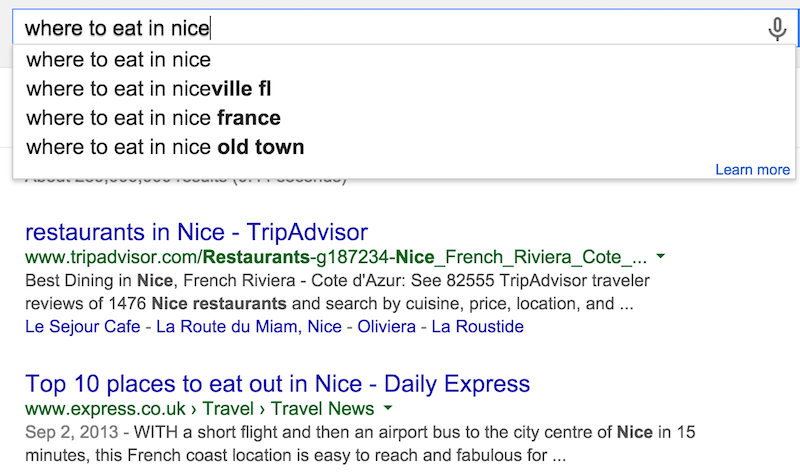 where to eat in nice
where to eat in nice
where to eat in niceville fl
where to eat in nice france
where to eat in nice old town
Learn more
restaurants in Nice - TripAdvisor
www.tripadvisor.com/Restaurants-g187234-Nice_French_Riviera_Cote_...
Best Dining in Nice, French Riviera - Cote d'Azur: See 82555 TripAdvisor traveler
reviews of 1476 Nice restaurants and search by cuisine, price, location, and ...
Le Sejour Cafe - La Route du Miam, Nice - Oliviera - La Roustide
Top 10 places to eat out in Nice - Daily Express
www.express.co.uk › Travel › Travel News
Sep 2, 2013 - WITH a short flight and then an airport bus to the city centre of Nice in 15
minutes, this French coast location is easy to reach and fabulous for ...